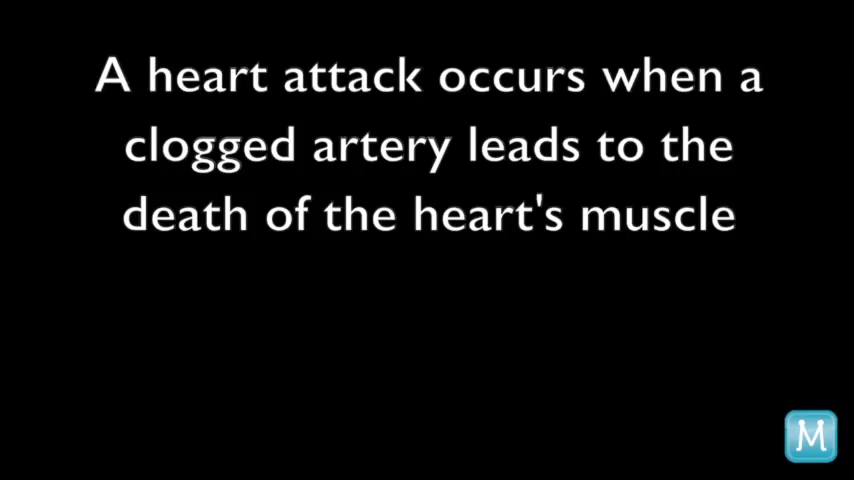 A heart attack occurs when a
clogged artery leads to the
death of the heart's muscle
M